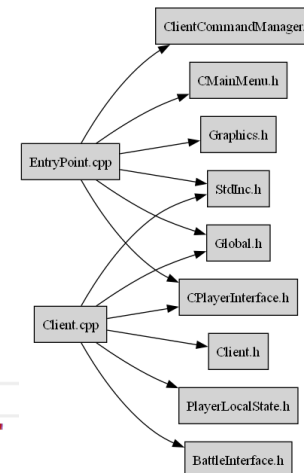 ClientCommandManager.
CMainMenu.h
Graphics.h
EntryPoint.cpp
StdInc.h
Global.h
CPlayerInterface.h
Client.cpp
Client.h
PlayerLocalState.h
BattleInterface.h